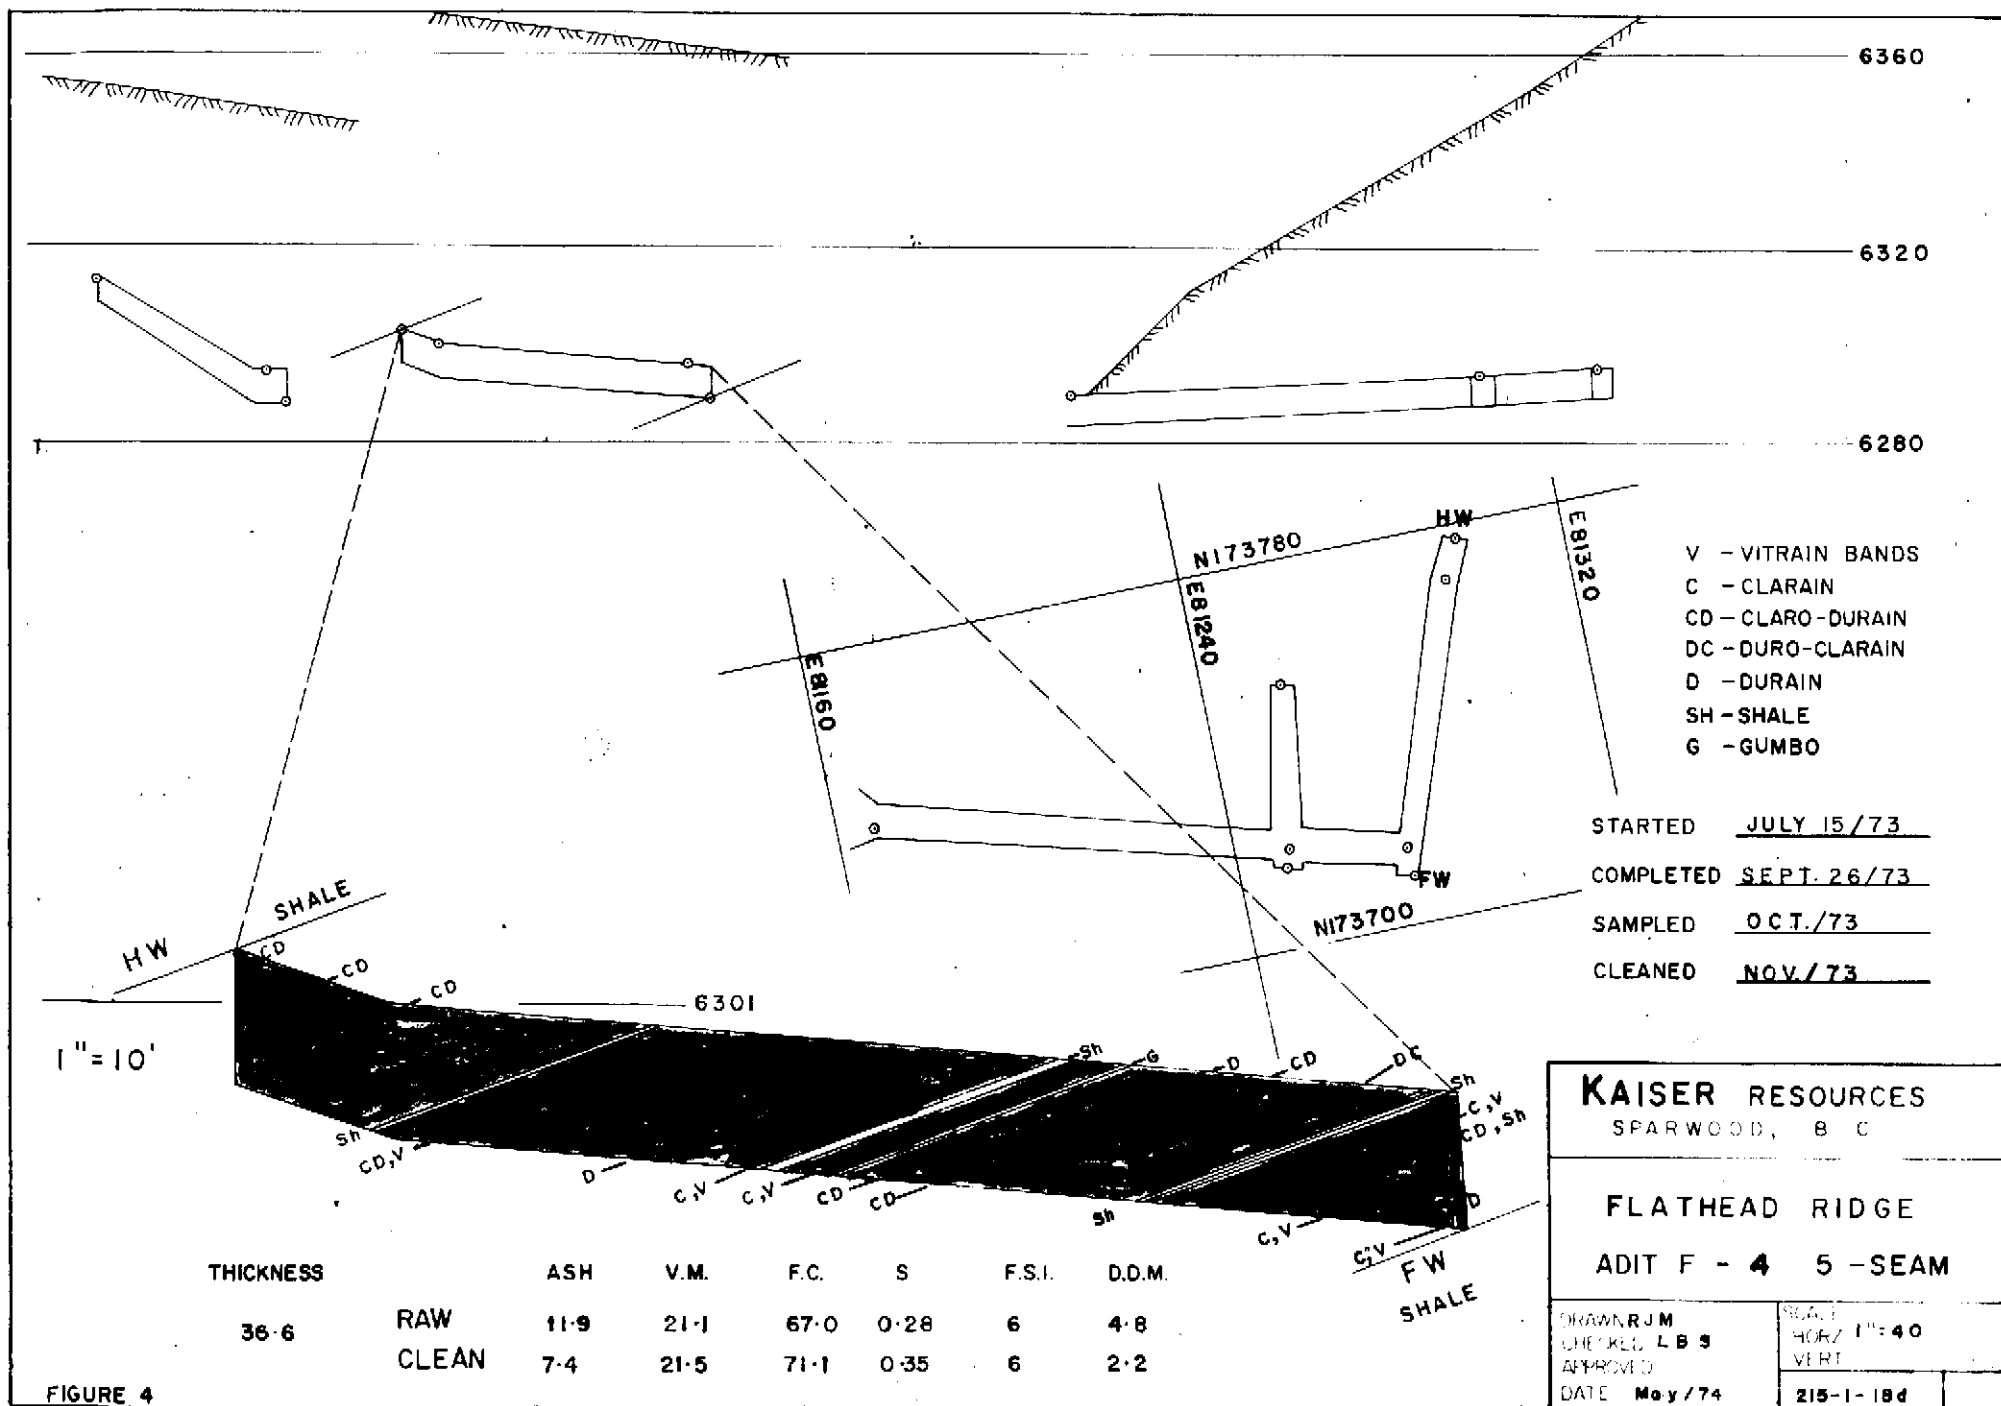 6360
6320
6280
HW
N173780
E81320
E81240
E81160
V - VITRAIN BANDS
C - CLARAIN
CD - CLARO-DURAIN
DC - DURO-CLARAIN
D - DURAIN
SH - SHALE
G - GUMBO
STARTED JULY 15/73
COMPLETED SEPT. 26/73
SAMPLED OCT./73
CLEANED NOV./73
FW
N173700
HW SHALE
CD
CD
CD
6301
1"=10'
Sh
G
D
CD
DC
Sh
C,V
CD,Sh
D
Sh
CD,V
D
C,V
C,V
CD
CD
Sh
C,V
C,V
FW
SHALE
KAISER RESOURCES
SPARWOOD, B C
FLATHEAD RIDGE
ADIT F - 4 5 - SEAM
DRAWN RJM
CHECKED LBS
APPROVED
DATE May/74
SCALE
HORZ 1"=40
VERT
215-1-18d
THICKNESS ASH V.M. F.C. S F.S.I. D.D.M.
36.6 RAW 11.9 21.1 67.0 0.28 6 4.8
CLEAN 7.4 21.5 71.1 0.35 6 2.2
FIGURE 4